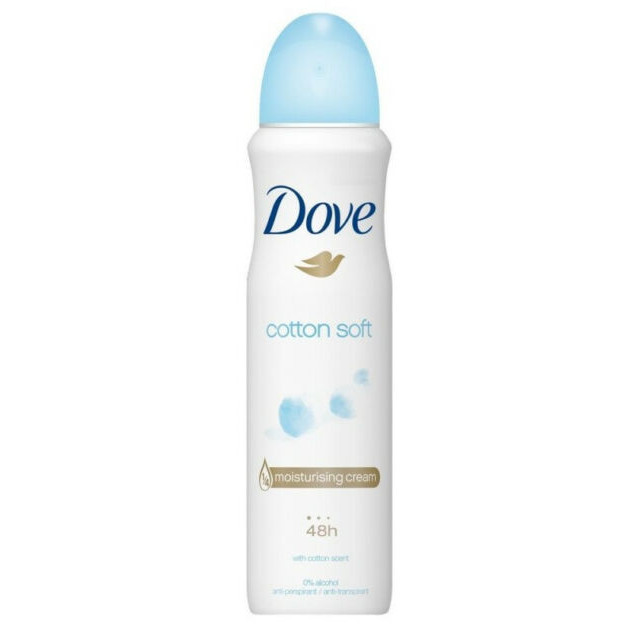 Dove
cotton soft
¼ moisturising cream
48h
with cotton scent
0% alcohol
anti-perspirant / anti-transpirant